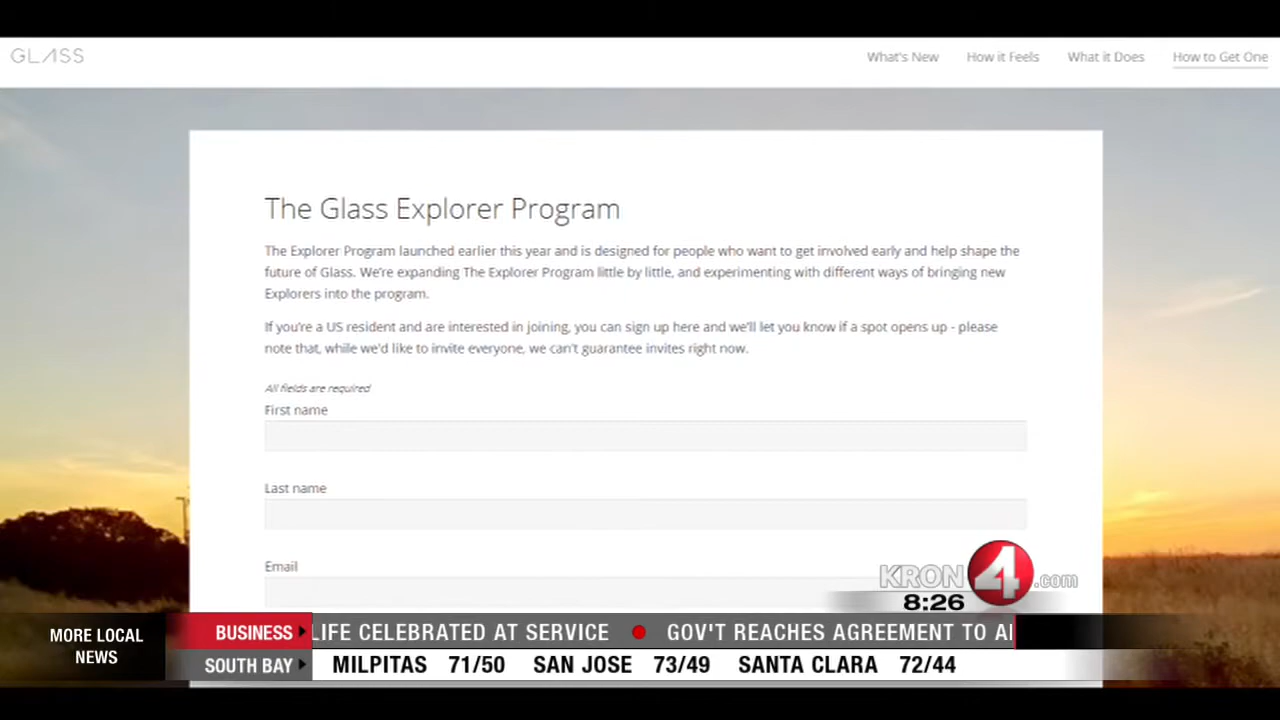 GLASS
What's New How it Feels What it Does How to Get One
The Glass Explorer Program
The Explorer Program launched earlier this year and is designed for people who want to get involved early and help shape the
future of Glass. We're expanding The Explorer Program little by little, and experimenting with different ways of bringing new
Explorers into the program.
If you're a US resident and are interested in joining, you can sign up here and we'll let you know if a spot opens up - please
note that, while we'd like to invite everyone, we can't guarantee invites right now.
All fields are required
First name
Last name
Email
KRON 4 .com
8:26
MORE LOCAL
NEWS
BUSINESS LIFE CELEBRATED AT SERVICE GOV'T REACHES AGREEMENT TO
SOUTH BAY MILPITAS 71/50 SAN JOSE 73/49 SANTA CLARA 72/44